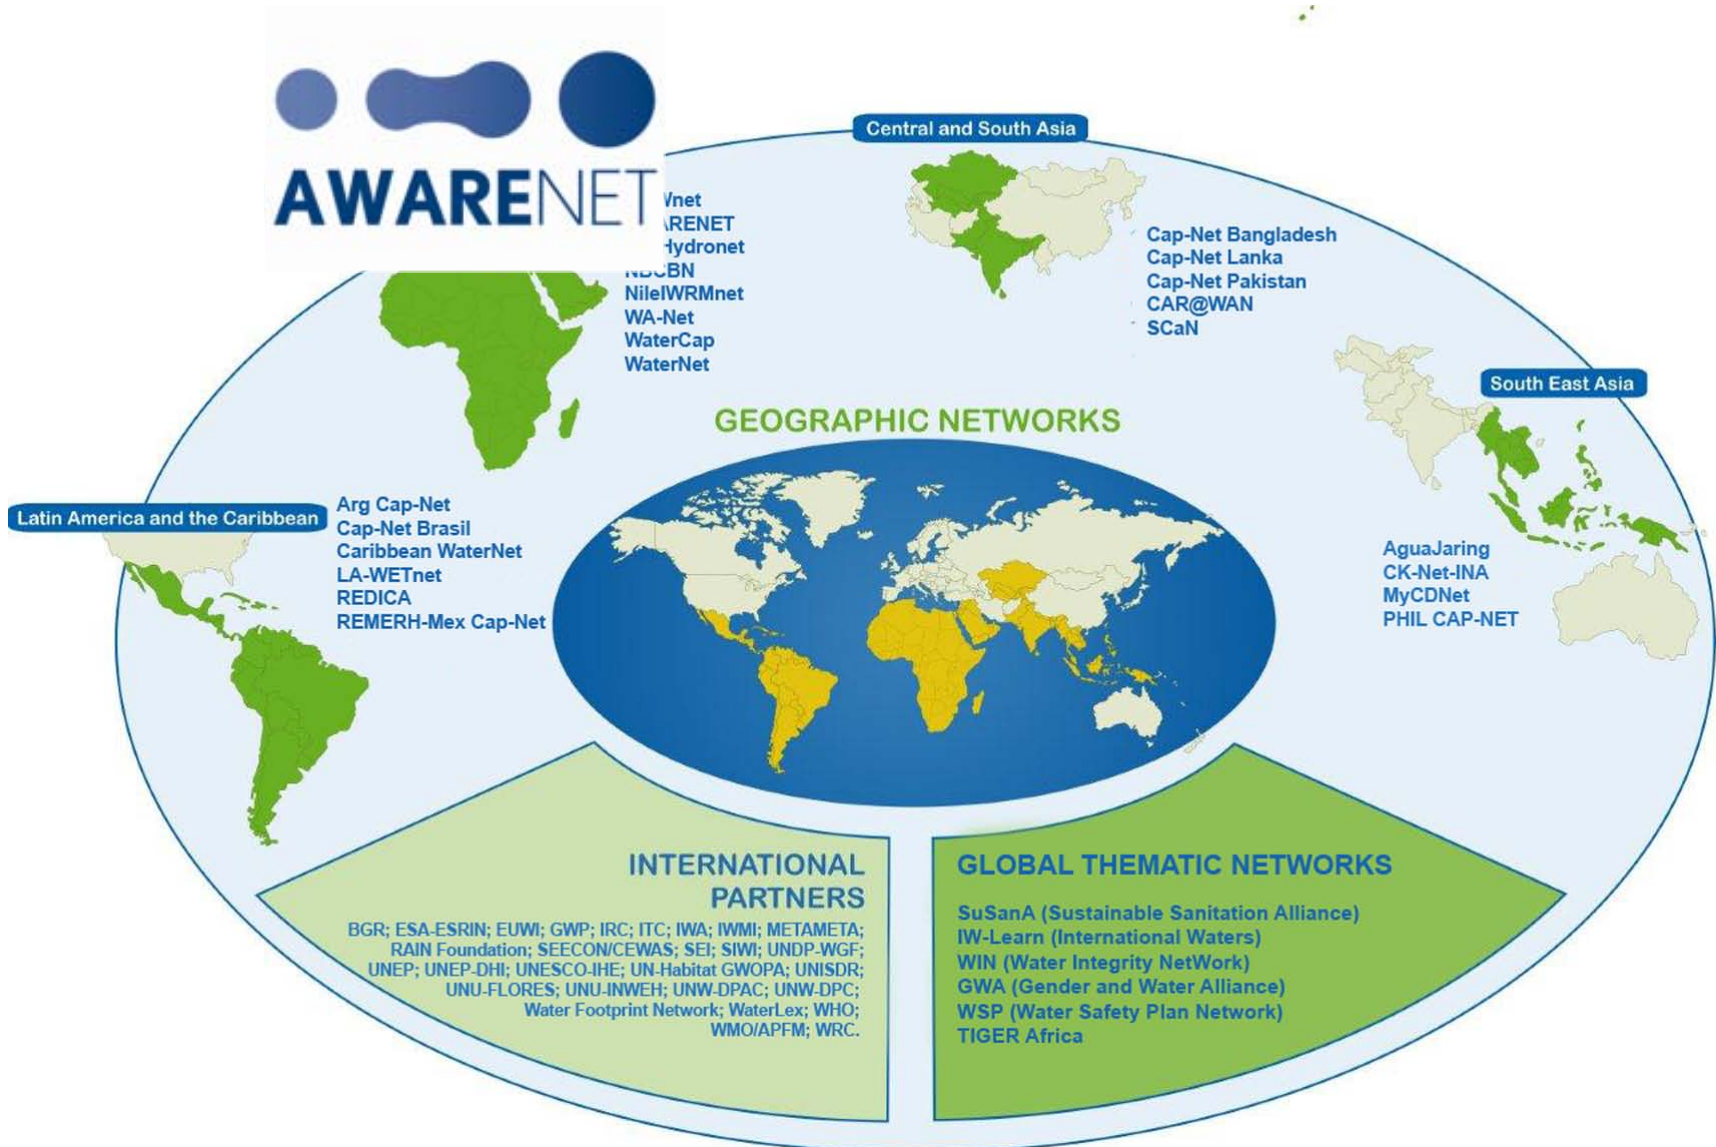 AWARENET
Central and South Asia
NileIWRMnet
WA-Net
WaterCap
WaterNet
Cap-Net Bangladesh
Cap-Net Lanka
Cap-Net Pakistan
CAR@WAN
SCaN
South East Asia
AguaJaring
CK-Net-INA
MyCDNet
PHIL CAP-NET
GEOGRAPHIC NETWORKS
Latin America and the Caribbean
Arg Cap-Net
Cap-Net Brasil
Caribbean WaterNet
LA-WETnet
REDICA
REMERH-Mex Cap-Net
INTERNATIONAL
PARTNERS
BGR; ESA-ESRIN; EUWI; GWP; IRC; ITC; IWA; IWMI; METAMETA;
RAIN Foundation; SEECON/CEWAS; SEI; SIWI; UNDP-WGF;
UNEP; UNEP-DHI; UNESCO-IHE; UN-Habitat GWOPA; UNISDR;
UNU-FLORES; UNU-INWEH; UNW-DPAC; UNW-DPC;
Water Footprint Network; WaterLex; WHO;
WMO/APFM; WRC.
GLOBAL THEMATIC NETWORKS
SuSanA (Sustainable Sanitation Alliance)
IW-Learn (International Waters)
WIN (Water Integrity NetWork)
GWA (Gender and Water Alliance)
WSP (Water Safety Plan Network)
TIGER Africa